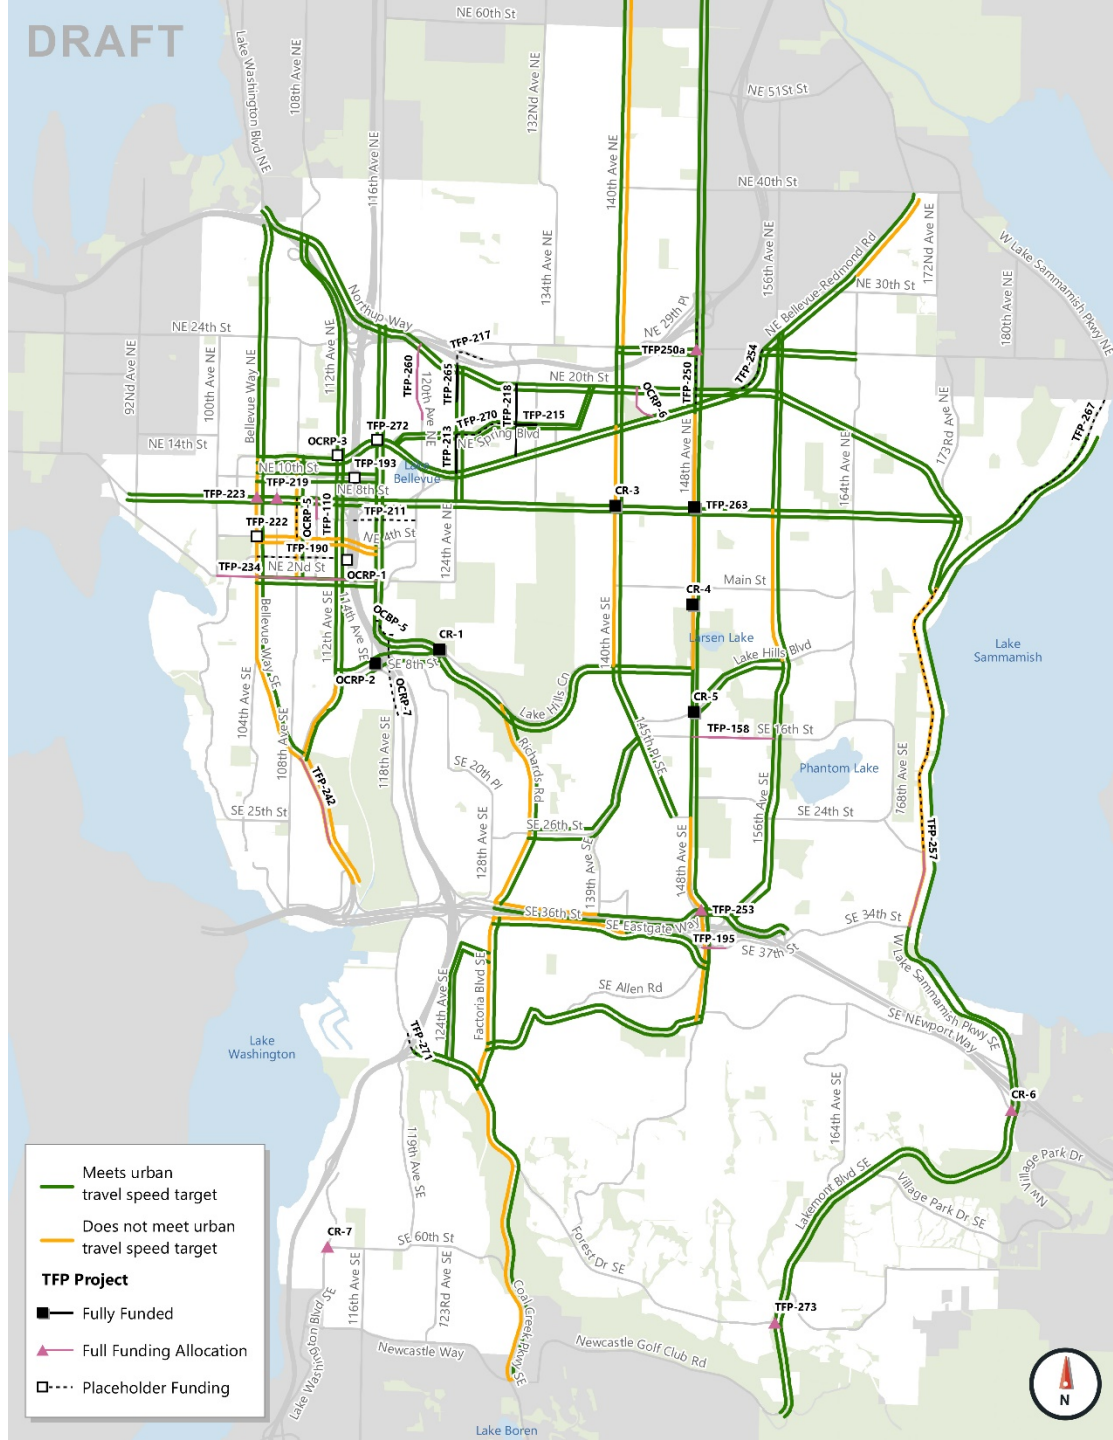 DRAFT
NE 60th St
Lake Washington Blvd NE
108th Ave NE
116th Ave NE
132Nd Ave NE
140th Ave NE
NE 51St St
NE 40th St
156th Ave NE
172Nd Ave NE
W Lake Sammamish Pkwy NE
180th Ave NE
NE Bellevue-Redmond Rd
NE 30th St
134th Ave NE
NE 29th Pl
Northup Way
112th Ave NE
NE 24th St
92Nd Ave NE
100th Ave NE
Bellevue Way NE
TFP-217
TFP-260
120th Ave NE
TFP-265
TFP250a
TFP-250
TFP-254
NE 20th St
TFP-218
OCRP-6
TFP-267
TFP-270
TFP-215
NE Spring Blvd
TFP-213
TFP-272
OCRP-3
NE 14th St
NE 10th St
TFP-193
Lake
Bellevue
148th Ave NE
164th Ave NE
173Rd Ave NE
TFP-219
NE 8th St
TFP-223
OCRP-5
TFP-110
TFP-211
CR-3
TFP-263
TFP-222
NE 4th St
124th Ave NE
TFP-190
NE 2Nd St
TFP-234
OCRP-1
Main St
CR-4
112th Ave SE
114th Ave SE
OCBP-5
CR-1
Bellevue Way SE
140th Ave SE
Larsen Lake
Lake
Sammamish
Lake Hills Blvd
SE 8th St
OCRP-2
OCRP-7
Lake Hills Cn
CR-5
104th Ave SE
108th Ave SE
118th Ave SE
145th Pl SE
TFP-158
SE 16th St
Richards Rd
SE 20th Pl
Phantom Lake
168th Ave SE
TFP-242
SE 25th St
156th Ave SE
SE 24th St
TFP-257
SE 26th St
128th Ave SE
139th Ave SE
148th Ave SE
SE 36th St
SE Eastgate Way
TFP-253
SE 34th St
TFP-195
SE 37th St
W Lake Sammamish Pkwy SE
124th Ave SE
Factoria Blvd SE
SE Allen Rd
SE NEwport Way
TFP-271
Lake
Washington
CR-6
164th Ave SE
119th Ave SE
Lakemont Blvd SE
Village Park Dr SE
Village Park Dr
NW
CR-7
SE 60th St
116th Ave SE
123Rd Ave SE
Forest Dr SE
TFP-273
Coal Creek Pkwy SE
Lake Washington Blvd SE
Newcastle Way
Newcastle Golf Club Rd
Lake Boren
N
Meets urban
travel speed target
Does not meet urban
travel speed target
TFP Project
Fully Funded
Full Funding Allocation
Placeholder Funding